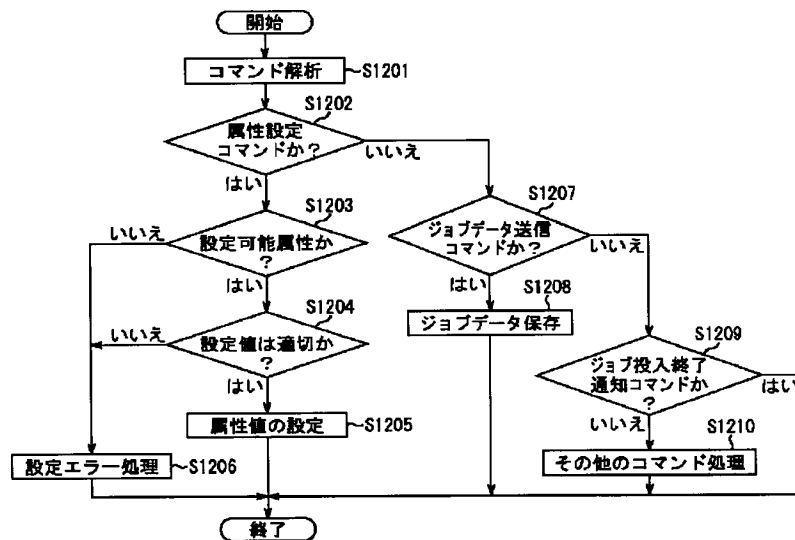 開始
コマンド解析
S1201
S1202
属性設定
コマンドか?
いいえ
はい
S1203
設定可能属性か
?
いいえ
はい
S1204
設定値は適切か
?
いいえ
はい
属性値の設定
S1205
設定エラー処理
S1206
S1207
ジョブデータ送信
コマンドか?
いいえ
はい
S1208
ジョブデータ保存
S1209
ジョブ投入終了
通知コマンドか
?
はい
いいえ
S1210
その他のコマンド処理
終了